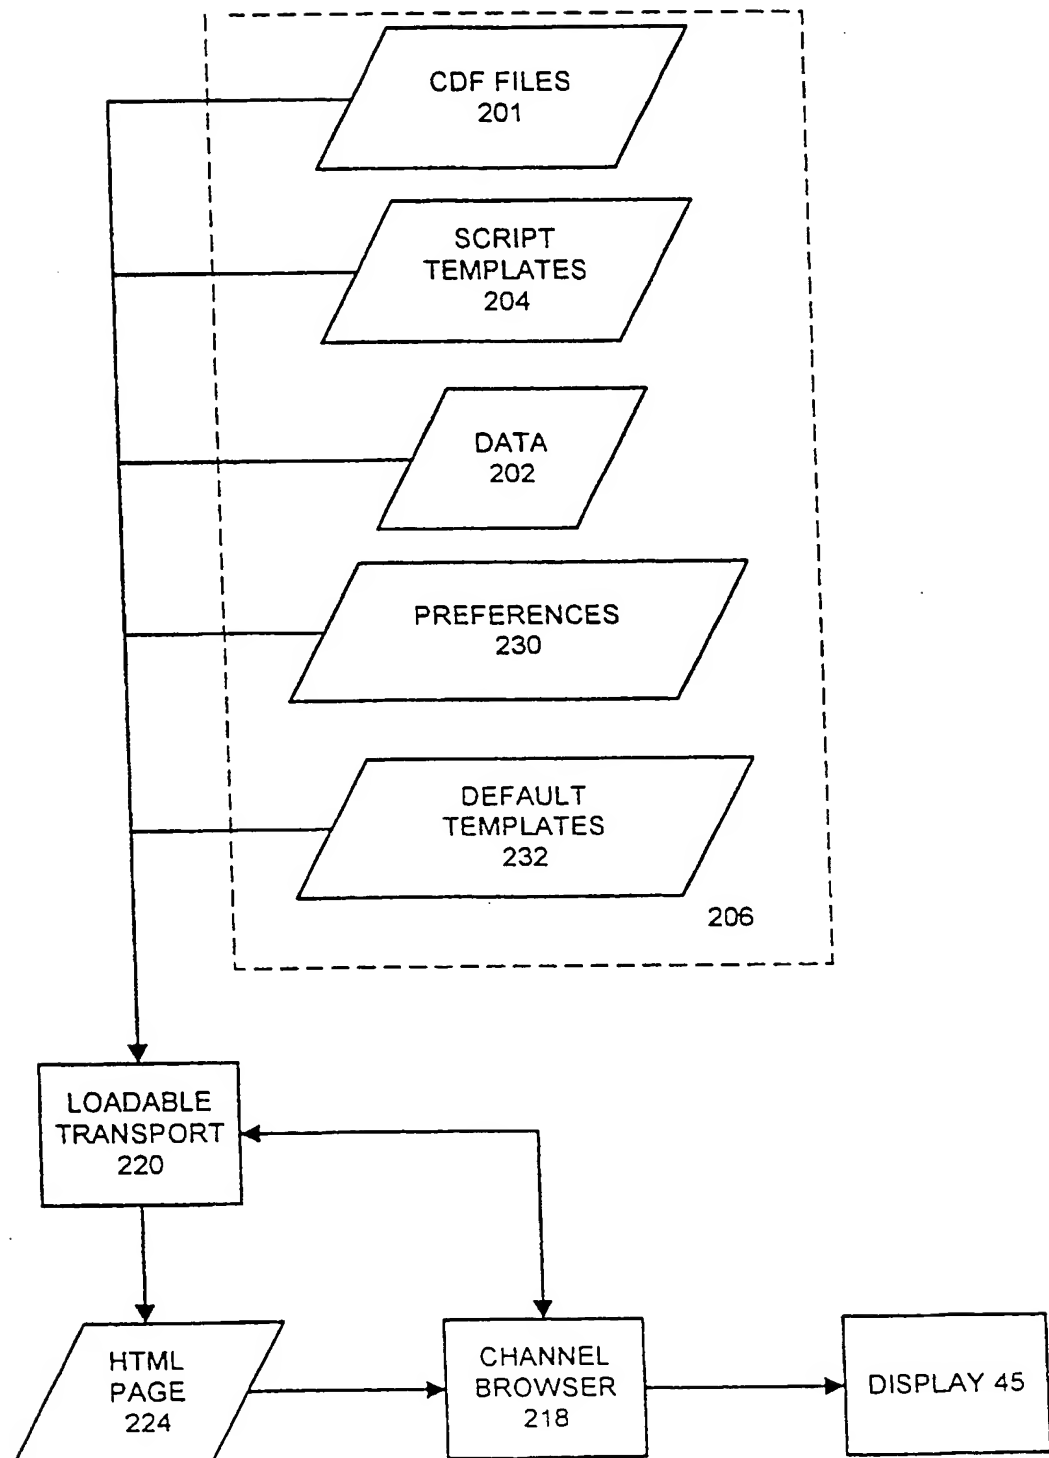 CDF FILES
201
SCRIPT
TEMPLATES
204
DATA
202
PREFERENCES
230
DEFAULT
TEMPLATES
232
206
LOADABLE
TRANSPORT
220
HTML
PAGE
224
CHANNEL
BROWSER
218
DISPLAY 45